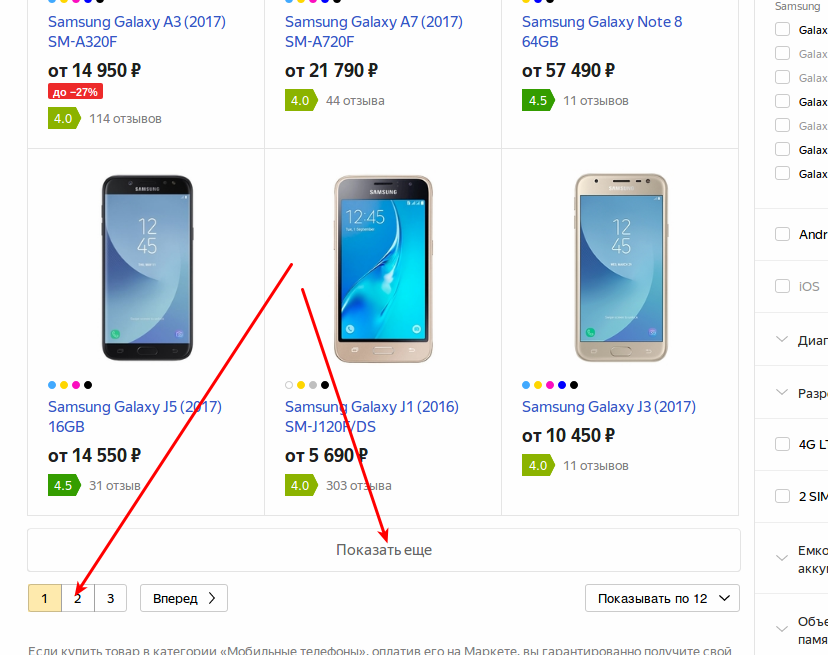 Samsung Galaxy A3 (2017)
SM-A320F
от 14 950 ₽
до −27%
4.0 114 отзывов
Samsung Galaxy A7 (2017)
SM-A720F
от 21 790 ₽
4.0 44 отзыва
Samsung Galaxy Note 8
64GB
от 57 490 ₽
4.5 11 отзывов
SAMSUNG
12
45
SAMSUNG
12:45
SAMSUNG
12
45
Samsung Galaxy J5 (2017)
16GB
от 14 550 ₽
4.5 31 отзыв
Samsung Galaxy J1 (2016)
SM-J120F/DS
от 5 690 ₽
4.0 303 отзыва
Samsung Galaxy J3 (2017)
от 10 450 ₽
4.0 11 отзывов
Показать еще
1 2 3 Вперед
Показывать по 12
Если купить товар в категории «Мобильные телефоны», оплатив его на Маркете, вы гарантированно получите свой
Samsung
Galax
Galax
Galax
Galax
Galax
Galax
Galax
Andr
iOS
Диаг
Разре
4G LT
2 SIM
Емко
аккум
Объе
памя